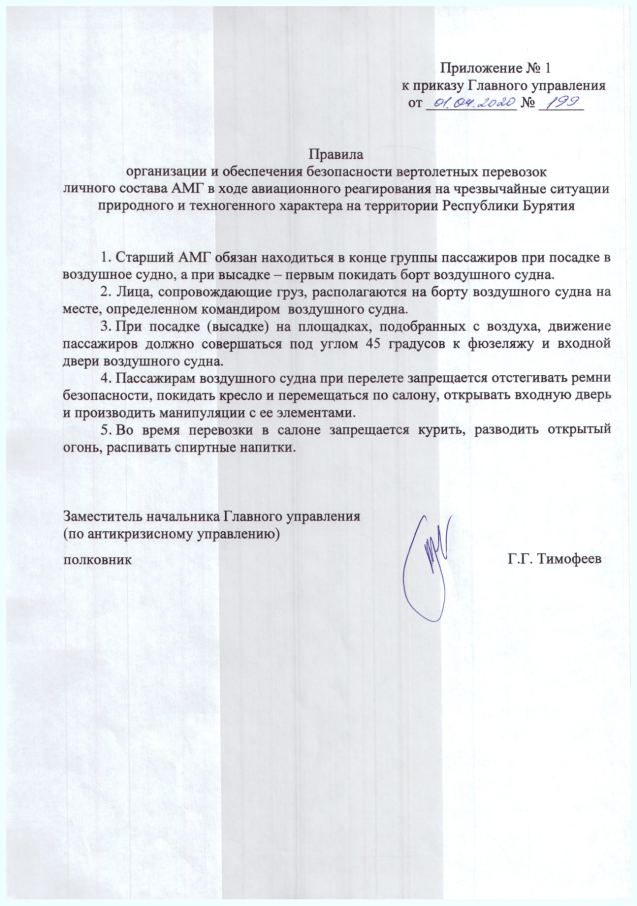 Приложение № 1
к приказу Главного управления
от 01.04.2020 № 199
Правила
организации и обеспечения безопасности вертолетных перевозок
личного состава АМГ в ходе авиационного реагирования на чрезвычайные ситуации
природного и техногенного характера на территории Республики Бурятия
1. Старший АМГ обязан находиться в конце группы пассажиров при посадке в
воздушное судно, а при высадке – первым покидать борт воздушного судна.
2. Лица, сопровождающие груз, располагаются на борту воздушного судна на
месте, определенном командиром воздушного судна.
3. При посадке (высадке) на площадках, подобранных с воздуха, движение
пассажиров должно совершаться под углом 45 градусов к фюзеляжу и входной
двери воздушного судна.
4. Пассажирам воздушного судна при перелете запрещается отстегивать ремни
безопасности, покидать кресло и перемещаться по салону, открывать входную дверь
и производить манипуляции с ее элементами.
5. Во время перевозки в салоне запрещается курить, разводить открытый
огонь, распивать спиртные напитки.
Заместитель начальника Главного управления
(по антикризисному управлению)
полковник Г.Г. Тимофеев